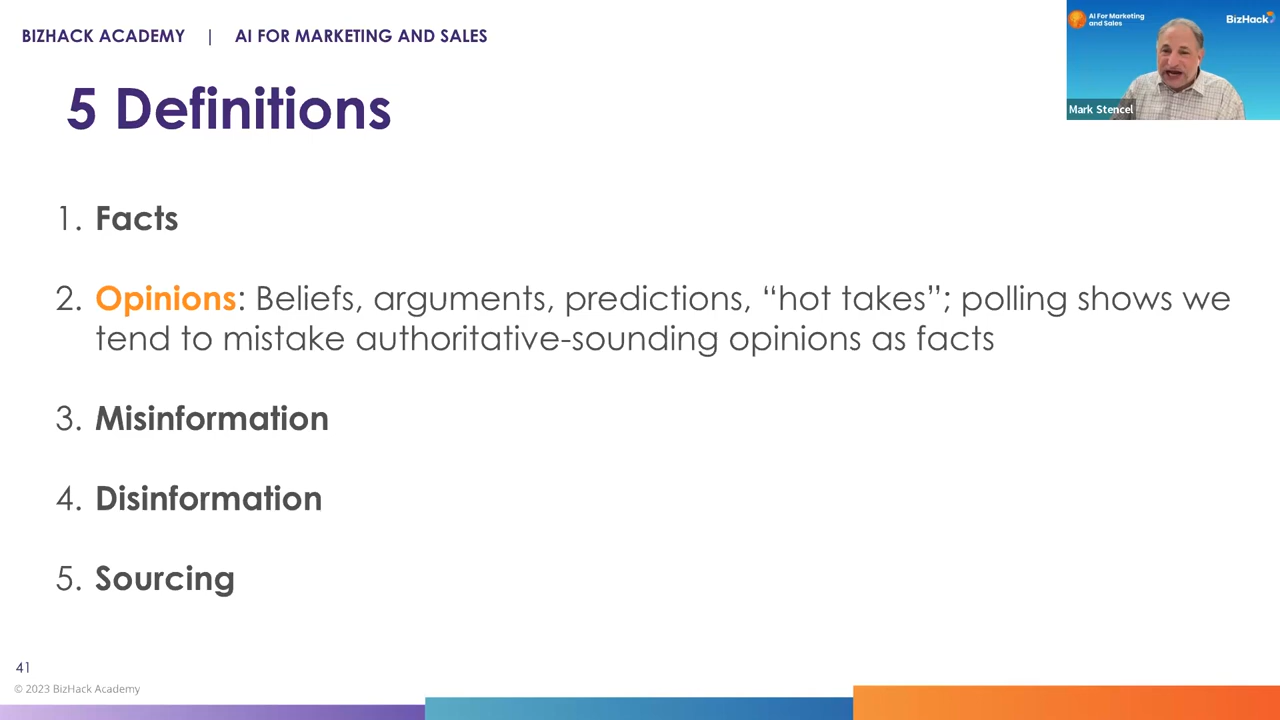 BIZHACK ACADEMY | AI FOR MARKETING AND SALES
AI For Marketing
and Sales
BizHack
Mark Stencel
5 Definitions
1. Facts
2. Opinions: Beliefs, arguments, predictions, “hot takes”; polling shows we
tend to mistake authoritative-sounding opinions as facts
3. Misinformation
4. Disinformation
5. Sourcing
41
© 2023 BizHack Academy